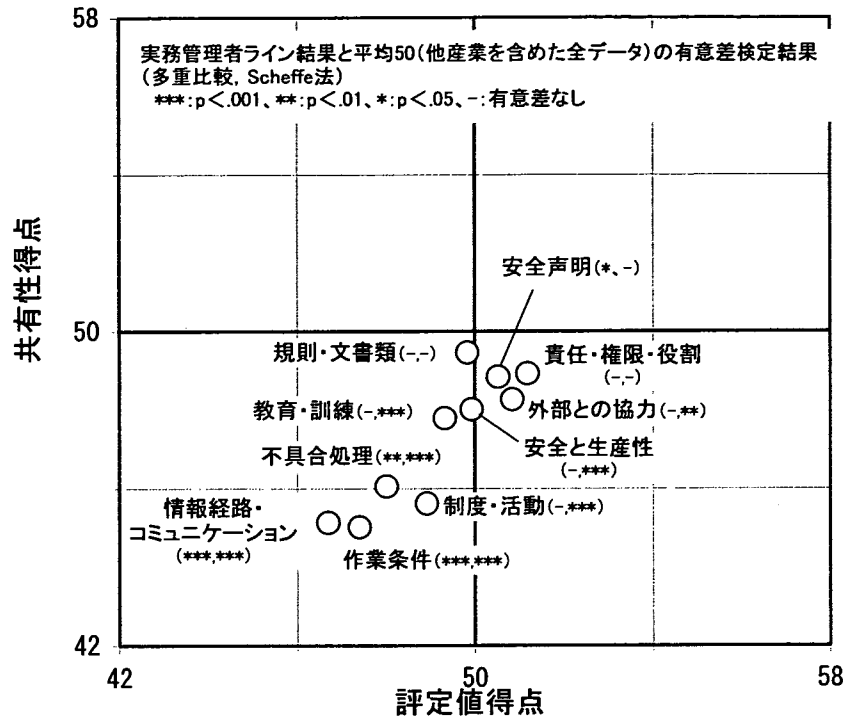 58
実務管理者ライン結果と平均50(他産業を含めた全データ)の有意差検定結果
(多重比較, Scheffe法)
***:p<.001、**:p<.01、*:p<.05、-:有意差なし
共有性得点
安全声明(*、-)
50
規則・文書類(-,-)
責任・権限・役割
(-,-)
教育・訓練(-,***)
外部との協力(-,**)
安全と生産性
(-,***)
不具合処理(**,***)
情報経路・
コミュニケーション
(***,***)
制度・活動(-,***)
作業条件(***,***)
42
42
50
58
評定値得点